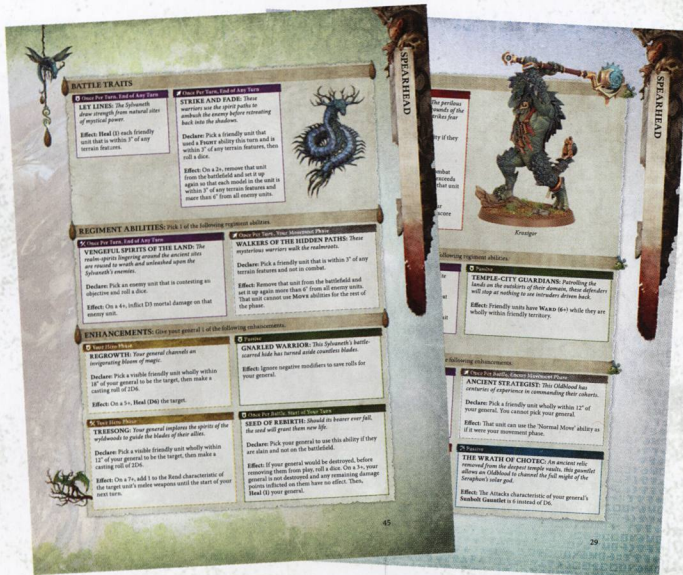 SPEARHEAD
BATTLE TRAITS
Once Per Turn, End of Any Turn
LEY LINES: The Sylvaneth
draw strength from natural sites
of mystical power.
Effect: Heal (1) each friendly
unit that is within 3" of any
terrain features.
Once Per Turn, End of Any Turn
STRIKE AND FADE: These
warriors use the spirit paths to
ambush the enemy before retreating
back into the shadows.
Declare: Pick a friendly unit that
used a FIGHT ability this turn and is
within 3" of any terrain features, then
roll a dice.
Effect: On a 2+, remove that unit
from the battlefield and set it up
again so that each model in the unit is
within 3" of any terrain features and
more than 6" from all enemy units.
REGIMENT ABILITIES: Pick 1 of the following regiment abilities.
Once Per Turn, End of Any Turn
VENGEFUL SPIRITS OF THE LAND: The
realm-spirits lingering around the ancient sites
are roused to wrath and unleashed upon the
Sylvaneth's enemies.
Declare: Pick an enemy unit that is contesting an
objective and roll a dice.
Effect: On a 4+, inflict D3 mortal damage on that
enemy unit.
Once Per Turn, Your Movement Phase
WALKERS OF THE HIDDEN PATHS: These
mysterious warriors walk the realmroots.
Declare: Pick a friendly unit that is within 3" of any
terrain features and not in combat.
Effect: Remove that unit from the battlefield and
set it up again more than 6" from all enemy units.
That unit cannot use MOVE abilities for the rest of
the phase.
ENHANCEMENTS: Give your general 1 of the following enhancements.
Your Hero Phase
REGROWTH: Your general channels an
invigorating bloom of magic.
Declare: Pick a visible friendly unit wholly within
18" of your general to be the target, then make a
casting roll of 2D6.
Effect: On a 5+, Heal (D6) the target.
Passive
GNARLED WARRIOR: This Sylvaneth's battle-
scarred hide has turned aside countless blades.
Effect: Ignore negative modifiers to save rolls for
your general.
Your Hero Phase
TREESONG: Your general implores the spirits of the
wyldwoods to guide the blades of their allies.
Declare: Pick a visible friendly unit wholly within
12" of your general to be the target, then make a
casting roll of 2D6.
Effect: On a 7+, add 1 to the Rend characteristic of
the target unit's melee weapons until the start of your
next turn.
Once Per Battle, Start of Your Turn
SEED OF REBIRTH: Should its bearer ever fall,
the seed will grant them new life.
Declare: Pick your general to use this ability if they
are slain and not on the battlefield.
Effect: If your general would be destroyed, before
removing them from play, roll a dice. On a 3+, your
general is not destroyed and any remaining damage
points inflicted on them have no effect. Then,
Heal (1) your general.
45
SPEARHEAD
The perilous
ounds of the
strikes fear
ity if they
ombat
exceeds
that unit
score
Kroxigor
following regiment abilities.
Passive
TEMPLE-CITY GUARDIANS: Patrolling the
lands on the outskirts of their domain, these defenders
will stop at nothing to see intruders driven back.
Effect: Friendly units have WARD (6+) while they are
wholly within friendly territory.
following enhancements.
Once Per Battle, Enemy Movement Phase
ANCIENT STRATEGIST: This Oldblood has
centuries of experience in commanding their cohorts.
Declare: Pick a friendly unit wholly within 12" of
your general. You cannot pick your general.
Effect: That unit can use the 'Normal Move' ability as
if it were your movement phase.
Passive
THE WRATH OF CHOTEC: An ancient relic
removed from the deepest temple vaults, this gauntlet
allows an Oldblood to channel the full might of the
Seraphon's solar god.
Effect: The Attacks characteristic of your general's
Sunbolt Gauntlet is 6 instead of D6.
29